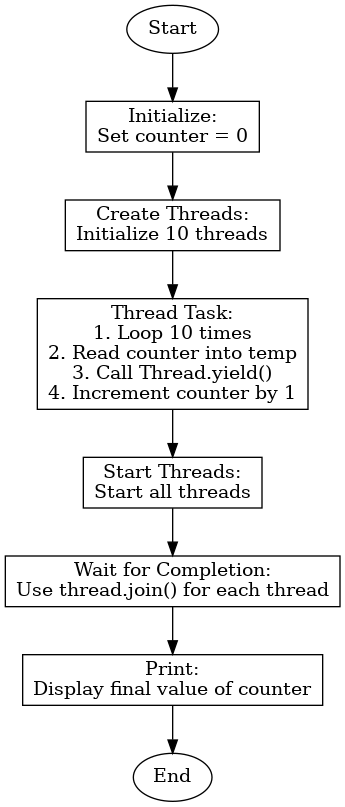 Start
Initialize:
Set counter = 0
Create Threads:
Initialize 10 threads
Thread Task:
1. Loop 10 times
2. Read counter into temp
3. Call Thread.yield()
4. Increment counter by 1
Start Threads:
Start all threads
Wait for Completion:
Use thread.join() for each thread
Print:
Display final value of counter
End